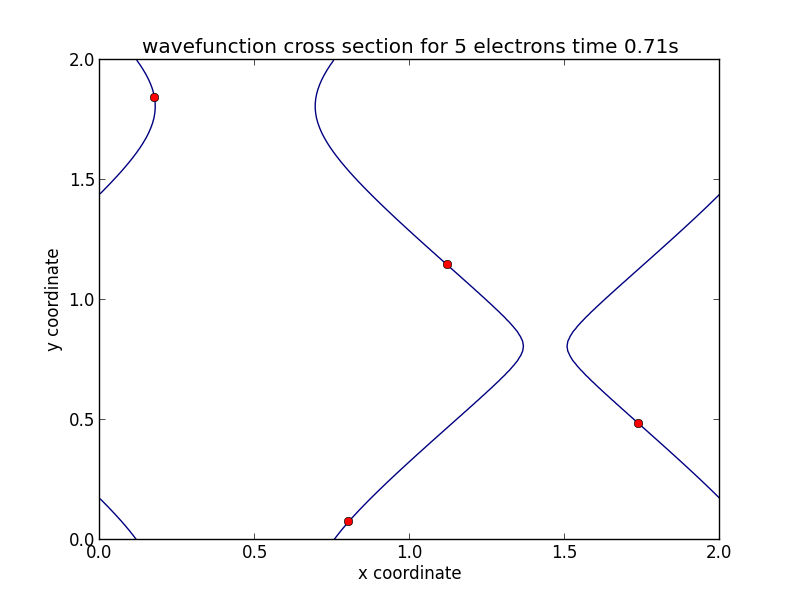 wavefunction cross section for 5 electrons time 0.71s
2.0
1.5
1.0
0.5
0.0
y coordinate
0.0 0.5 1.0 1.5 2.0
x coordinate